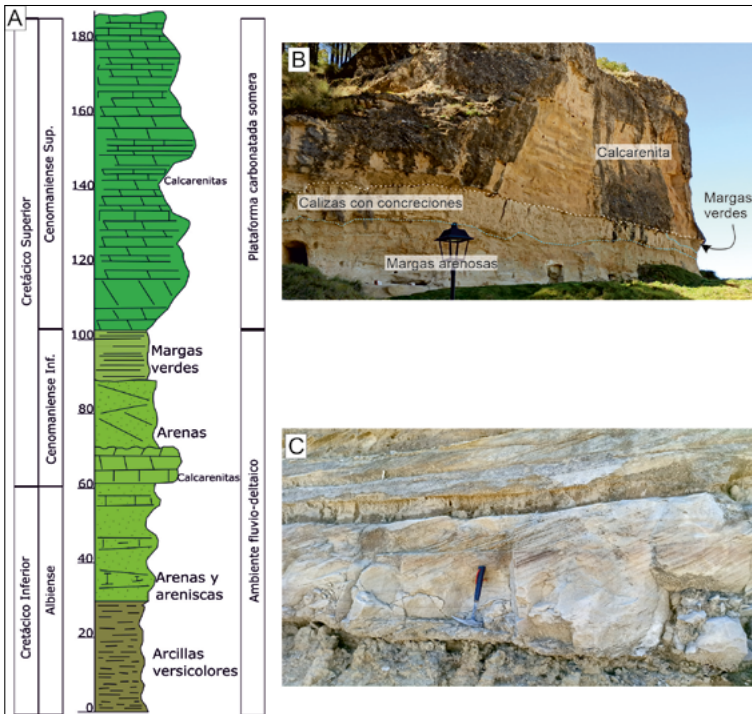 A
Cretácico Superior
Cretácico Inferior
Cenomaniense Sup.
Cenomaniense Inf.
Albiense
180
160
140
120
100
80
60
40
20
0
Calcarenitas
Margas
verdes
Arenas
Calcarenitas
Arenas y
areniscas
Arcillas
versicolores
Plataforma carbonatada somera
Ambiente fluvio-deltaico
B
Calcarenita
Calizas con concreciones
Margas
verdes
Margas arenosas
C